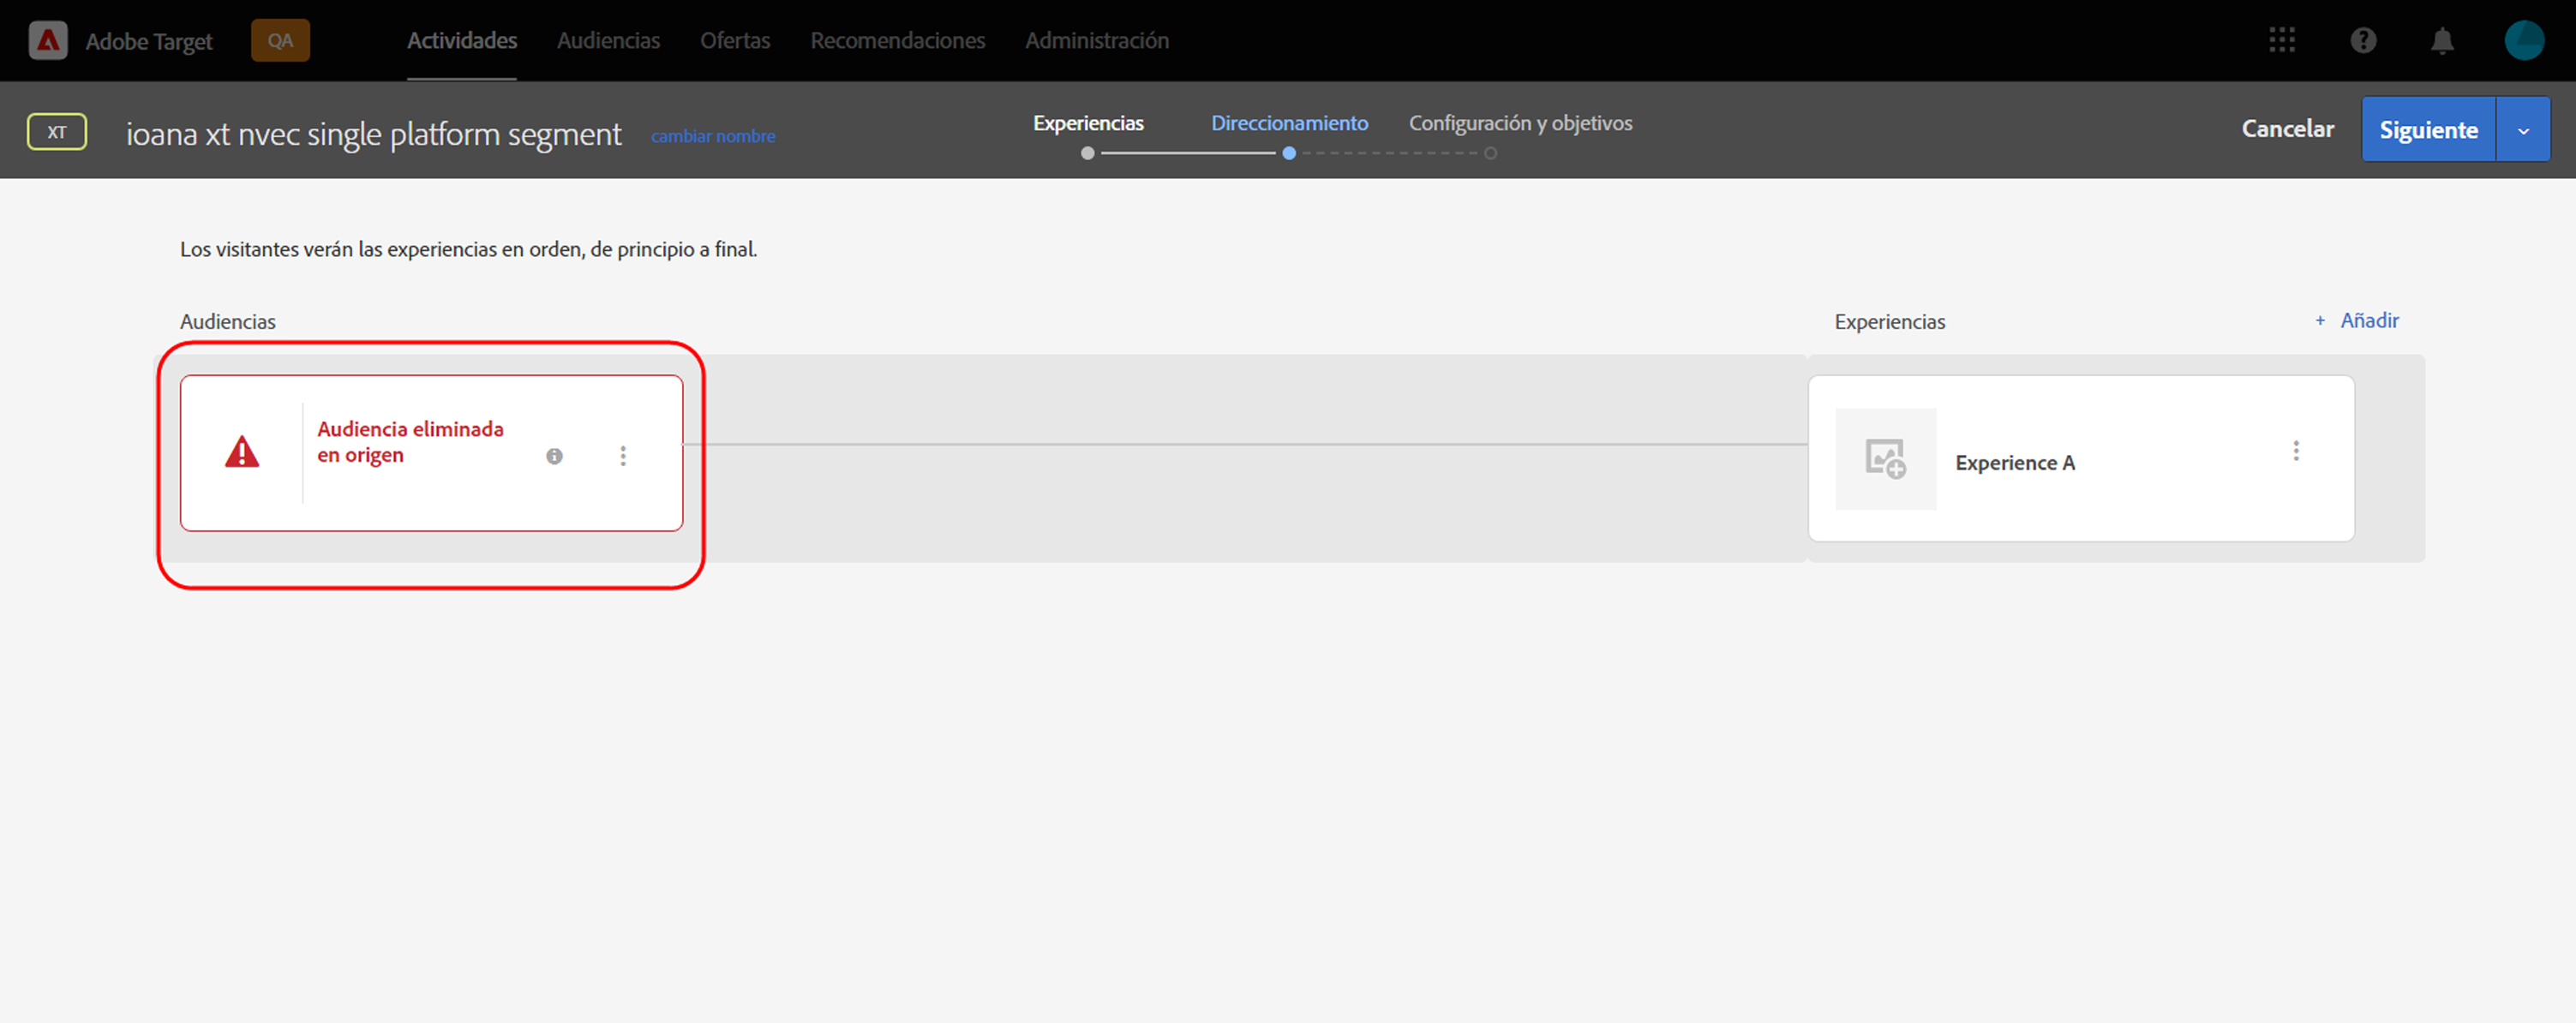 Adobe Target
QA
Actividades
Audiencias
Ofertas
Recomendaciones
Administración
XT
ioana xt nvec single platform segment
cambiar nombre
Experiencias
Direccionamiento
Configuración y objetivos
Cancelar
Siguiente
Los visitantes verán las experiencias en orden, de principio a final.
Audiencias
Experiencias
+ Añadir
Audiencia eliminada
en origen
Experience A